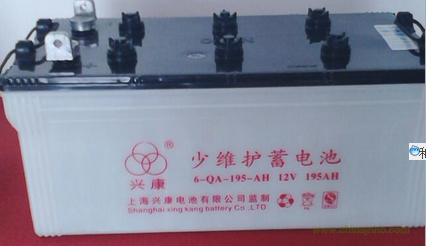 少维护蓄电池
®
兴康
6-QA-195-AH 12V 195AH
上海兴康电池有限公司监制
Shanghai xing kang battery Co .LTD